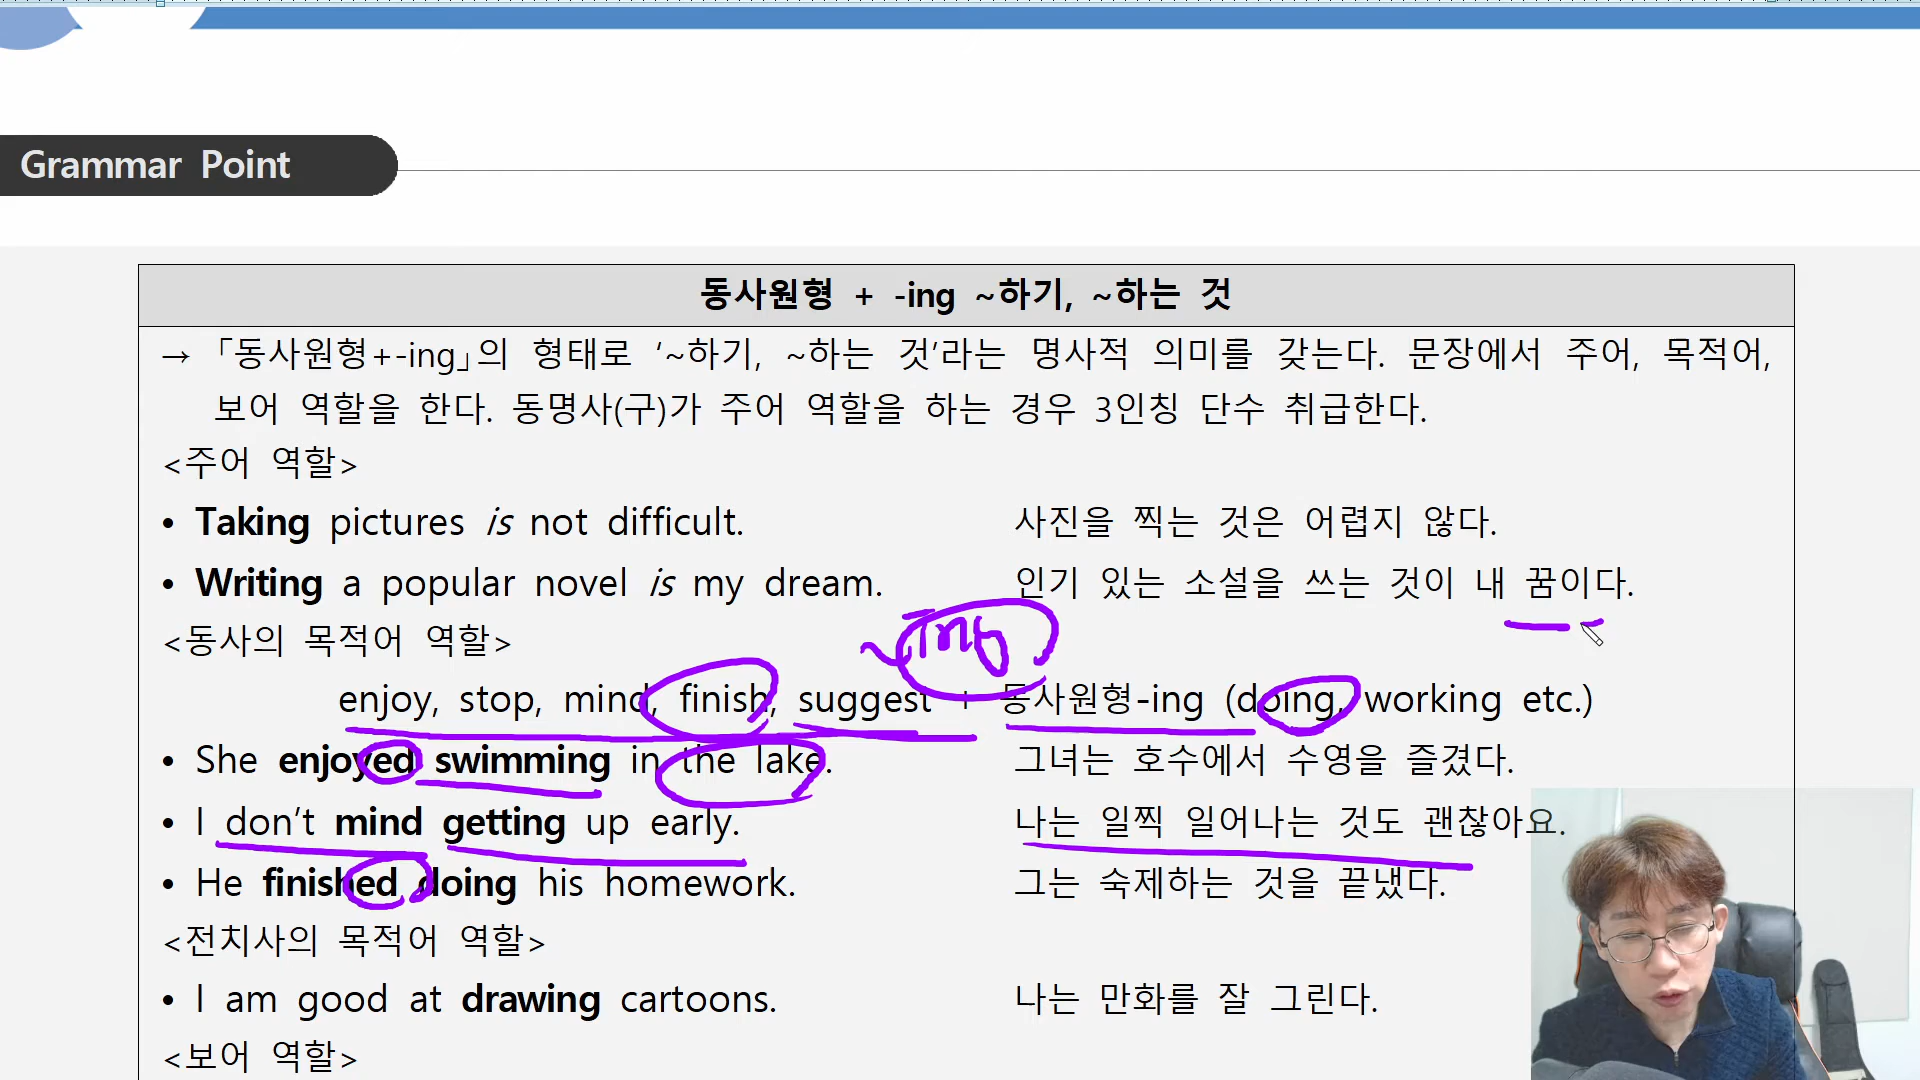 Grammar Point
동사원형 + -ing ~하기, ~하는 것
→ 「동사원형+-ing」의 형태로 ‘~하기, ~하는 것’라는 명사적 의미를 갖는다. 문장에서 주어, 목적어,
보어 역할을 한다. 동명사(구)가 주어 역할을 하는 경우 3인칭 단수 취급한다.
<주어 역할>
• Taking pictures is not difficult. 사진을 찍는 것은 어렵지 않다.
• Writing a popular novel is my dream. 인기 있는 소설을 쓰는 것이 내 꿈이다.
<동사의 목적어 역할>
ing
enjoy, stop, mind, finish, suggest + 동사원형-ing (doing, working etc.)
• She enjoyed swimming in the lake. 그녀는 호수에서 수영을 즐겼다.
• I don’t mind getting up early. 나는 일찍 일어나는 것도 괜찮아요.
• He finished doing his homework. 그는 숙제하는 것을 끝냈다.
<전치사의 목적어 역할>
• I am good at drawing cartoons. 나는 만화를 잘 그린다.
<보어 역할>